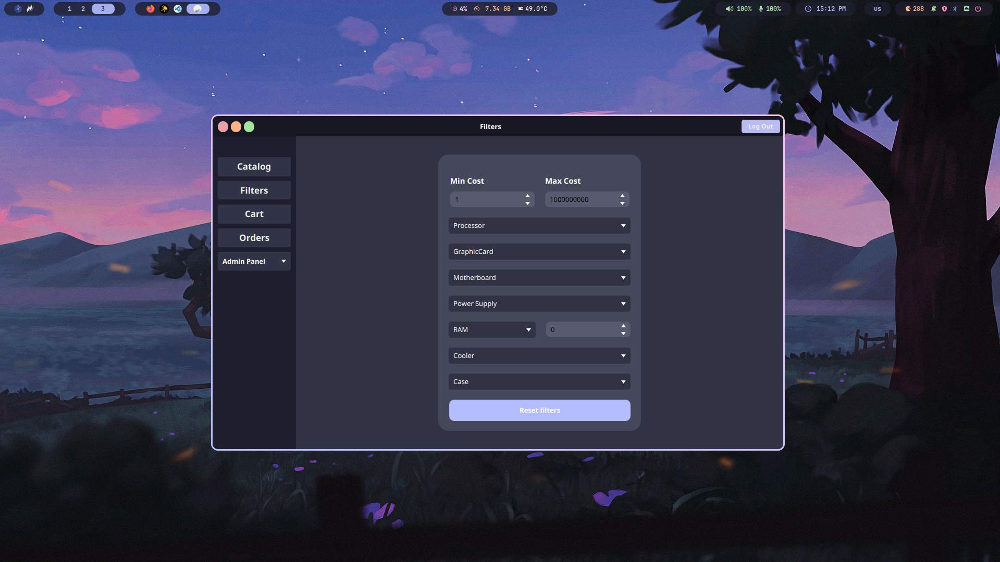 1 2 3
4% 7.34 GB 49.0°C
100% 100%
15:12 PM
us
288
Filters
Log Out
Catalog
Filters
Cart
Orders
Admin Panel
Min Cost Max Cost
1 1000000000
Processor
GraphicCard
Motherboard
Power Supply
RAM 0
Cooler
Case
Reset filters